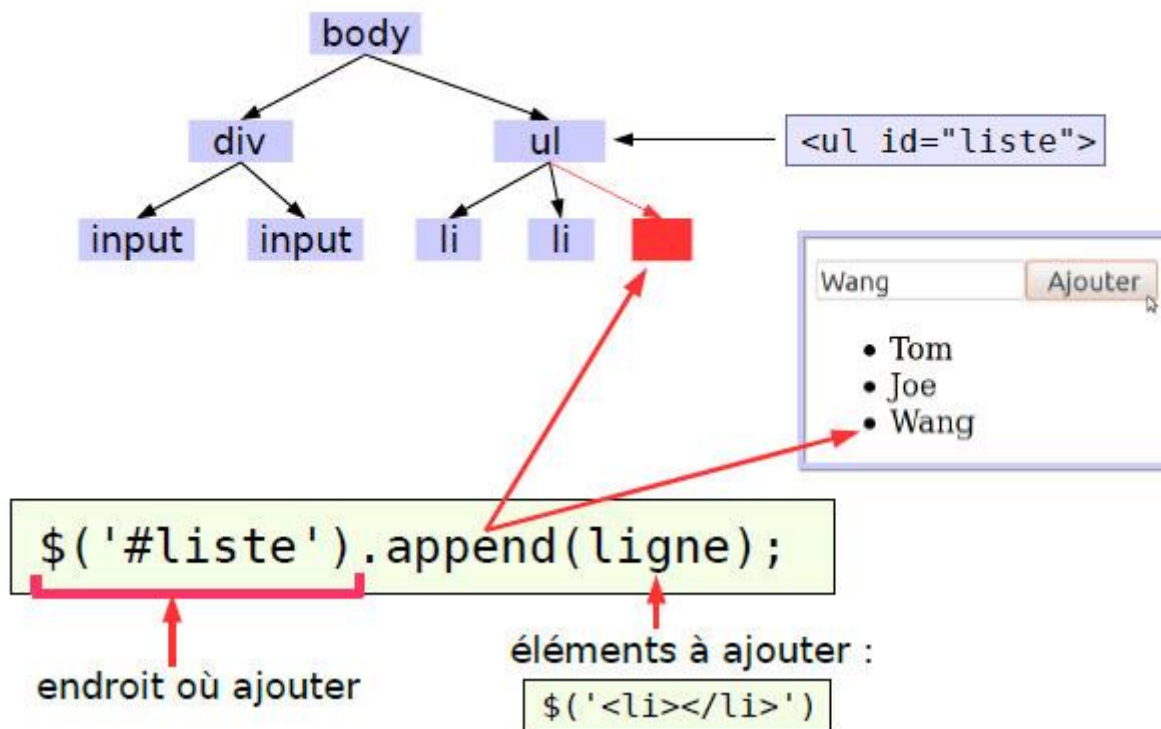 body
div ul <ul id="liste">
input input li li
Wang Ajouter
Tom
Joe
Wang
$('#liste').append(ligne);
endroit où ajouter
éléments à ajouter :
$('<li></li>')